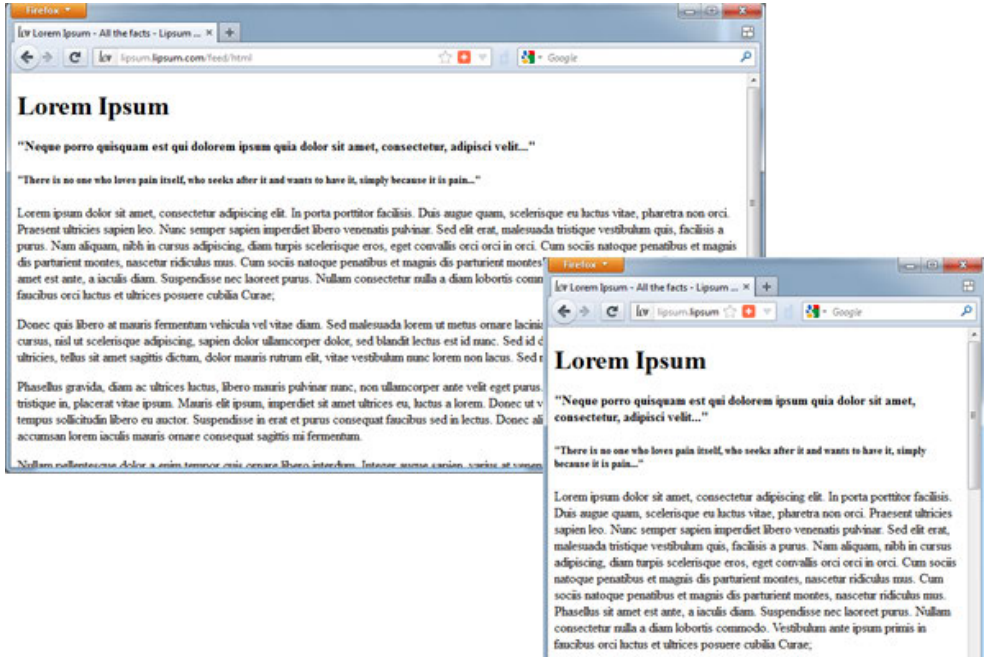 Firefox
Lorem Ipsum - All the facts - Lipsum ...
lipsum.lipsum.com/feed/html
Google
Lorem Ipsum
"Neque porro quisquam est qui dolorem ipsum quia dolor sit amet, consectetur, adipisci velit..."
"There is no one who loves pain itself, who seeks after it and wants to have it, simply because it is pain..."
Lorem ipsum dolor sit amet, consectetur adipiscing elit. In porta porttitor facilisis. Duis augue quam, scelerisque eu luctus vitae, pharetra non orci.
Praesent ultricies sapien leo. Nunc semper sapien imperdiet libero venenatis pulvinar. Sed elit erat, malesuada tristique vestibulum quis, facilisis a
purus. Nam aliquam, nibh in cursus adipiscing, diam turpis scelerisque eros, eget convallis orci orci in orci. Cum sociis natoque penatibus et magnis
dis parturient montes, nascetur ridiculus mus. Cum sociis natoque penatibus et magnis dis parturient montes
amet est ante, a iaculis diam. Suspendisse nec laoreet purus. Nullam consectetur nulla a diam lobortis comm
faucibus orci luctus et ultrices posuere cubilia Curae;
Donec quis libero at mauris fermentum vehicula vel vitae diam. Sed malesuada lorem ut metus ornare lacinia
cursus, nisl ut scelerisque adipiscing, sapien dolor ullamcorper dolor, sed blandit lectus est id nunc. Sed id d
ultricies, tellus sit amet sagittis dictum, dolor mauris rutrum elit, vitae vestibulum nunc lorem non lacus. Sed
Phasellus gravida, diam ac ultrices luctus, libero mauris pulvinar nunc, non ullamcorper ante velit eget purus.
tristique in, placerat vitae ipsum. Mauris elit ipsum, imperdiet sit amet ultrices eu, luctus a lorem. Donec ut v
tempus sollicitudin libero eu auctor. Suspendisse in erat et purus consequat faucibus sed in lectus. Donec ali
accumsan lorem iaculis mauris ornare consequat sagittis mi fermentum.
Nullam pellentesque dolor a enim tempor quis ornare libero interdum. Integer augue sapien, varius at venen
Firefox
Lorem Ipsum - All the facts - Lipsum ...
lipsum.lipsum
Google
Lorem Ipsum
"Neque porro quisquam est qui dolorem ipsum quia dolor sit amet,
consectetur, adipisci velit..."
"There is no one who loves pain itself, who seeks after it and wants to have it, simply
because it is pain..."
Lorem ipsum dolor sit amet, consectetur adipiscing elit. In porta porttitor facilisis.
Duis augue quam, scelerisque eu luctus vitae, pharetra non orci. Praesent ultricies
sapien leo. Nunc semper sapien imperdiet libero venenatis pulvinar. Sed elit erat,
malesuada tristique vestibulum quis, facilisis a purus. Nam aliquam, nibh in cursus
adipiscing, diam turpis scelerisque eros, eget convallis orci orci in orci. Cum sociis
natoque penatibus et magnis dis parturient montes, nascetur ridiculus mus. Cum
sociis natoque penatibus et magnis dis parturient montes, nascetur ridiculus mus.
Phasellus sit amet est ante, a iaculis diam. Suspendisse nec laoreet purus. Nullam
consectetur nulla a diam lobortis commodo. Vestibulum ante ipsum primis in
faucibus orci luctus et ultrices posuere cubilia Curae;